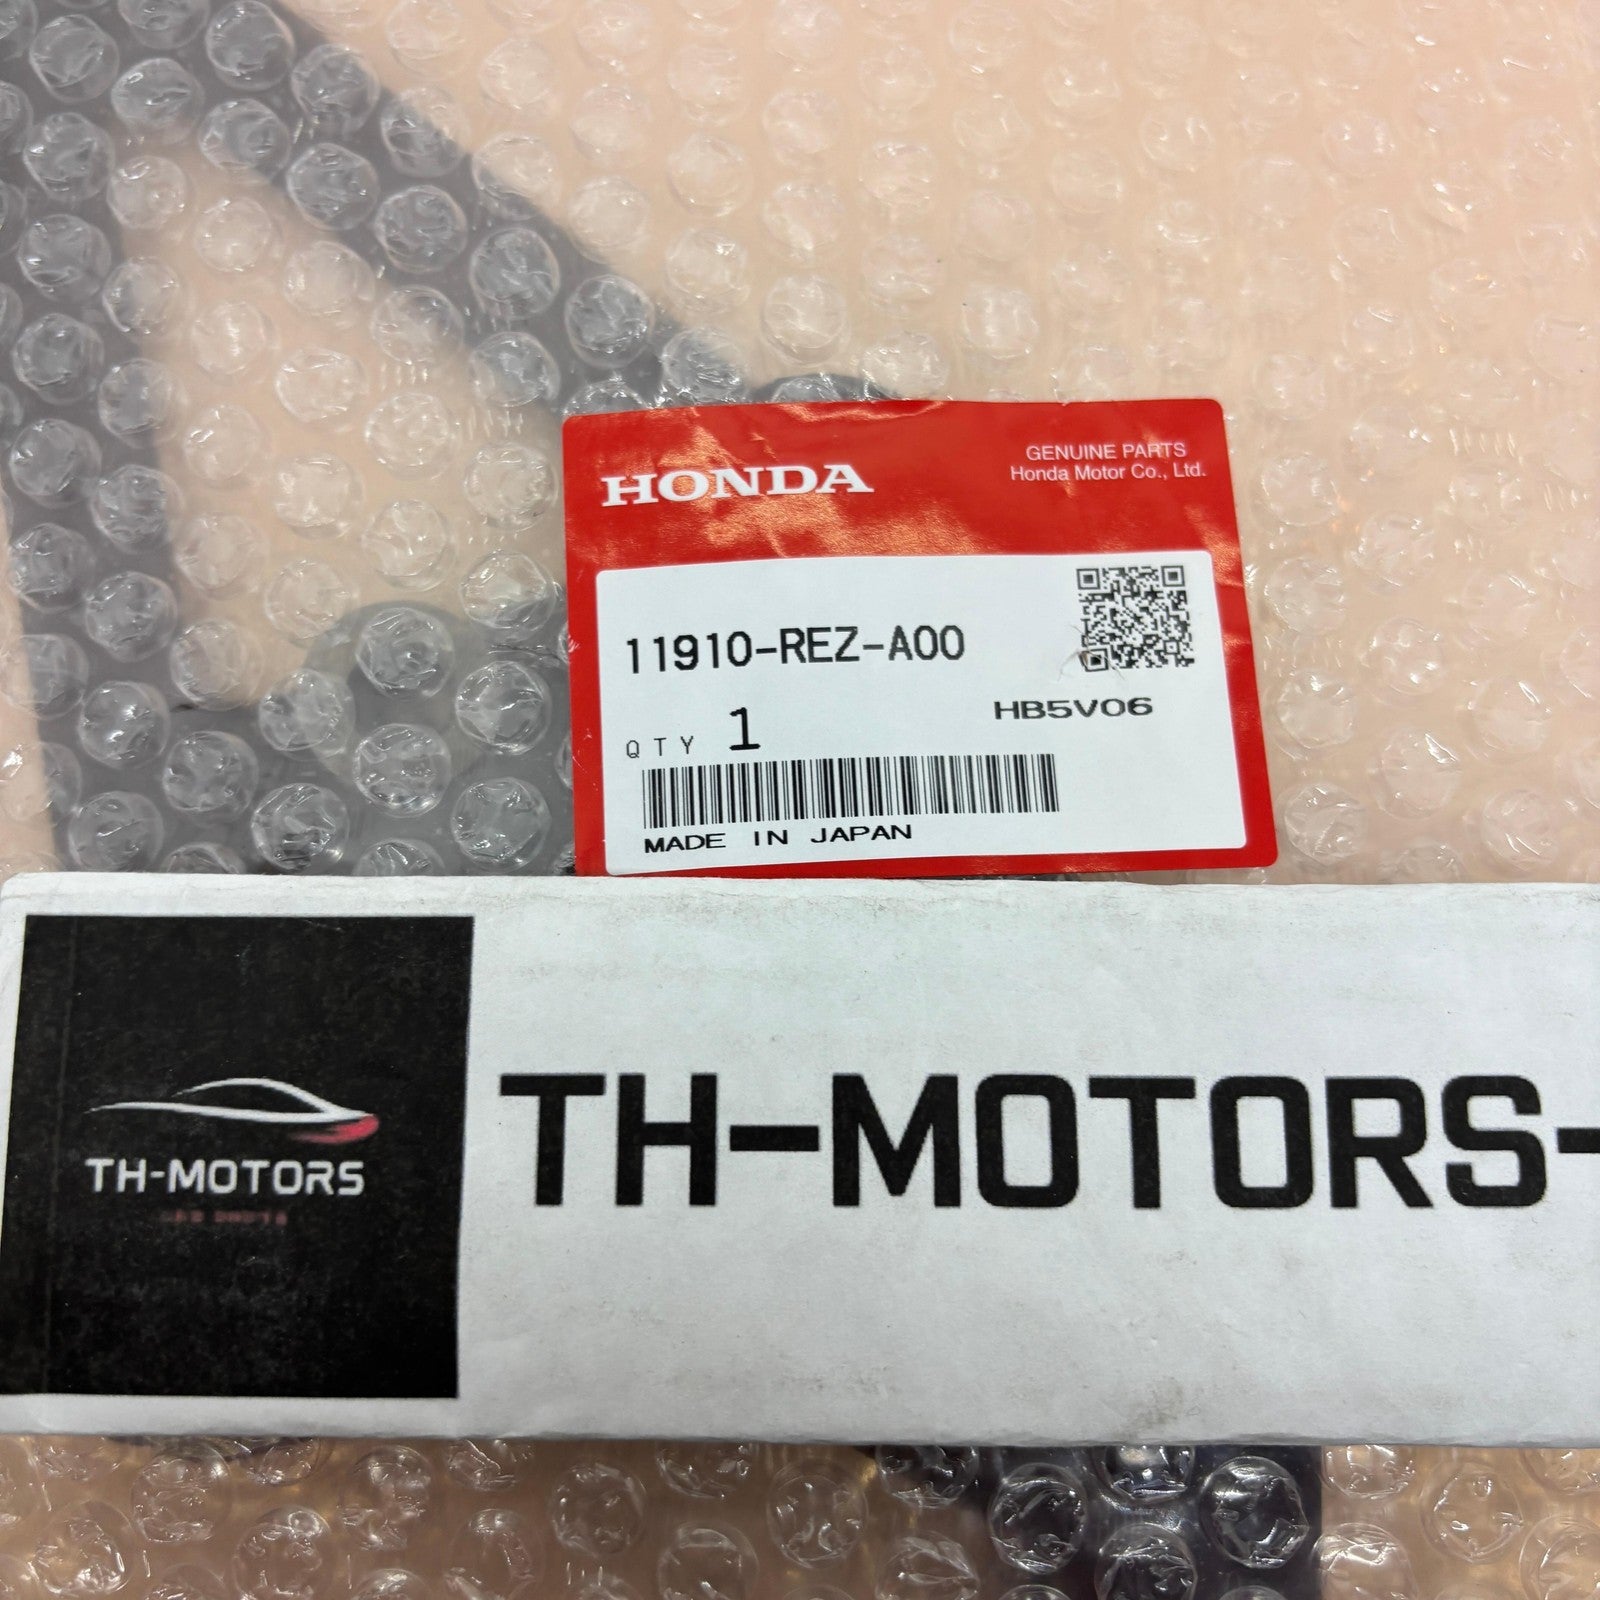 HONDA
GENUINE PARTS
Honda Motor Co., Ltd.
11910-REZ-A00
HB5V06
QTY 1
MADE IN JAPAN
TH-MOTORS
TH-MOTORS-